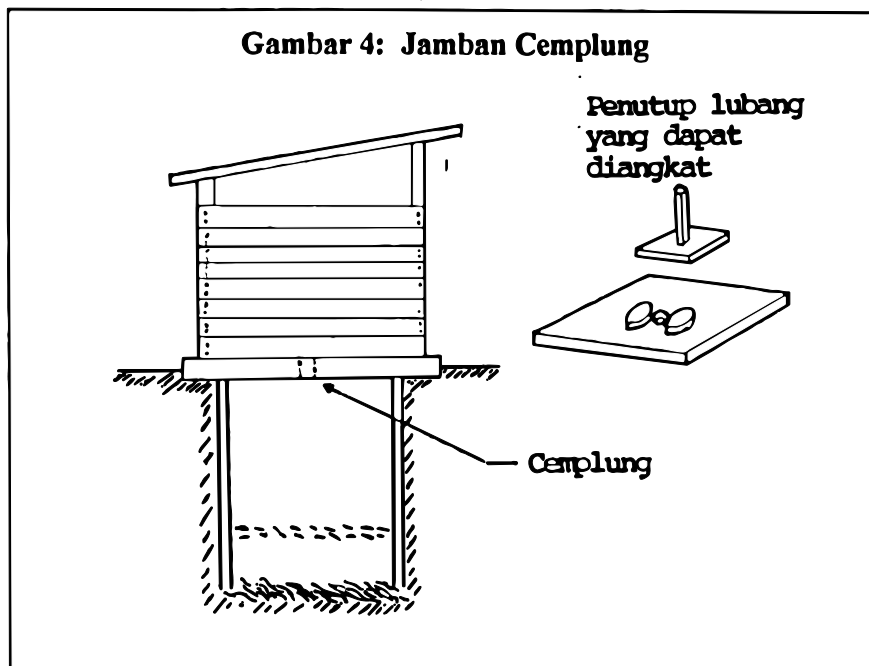 Gambar 4: Jamban Cemplung
Penutup lubang
yang dapat
diangkat
Cemplung